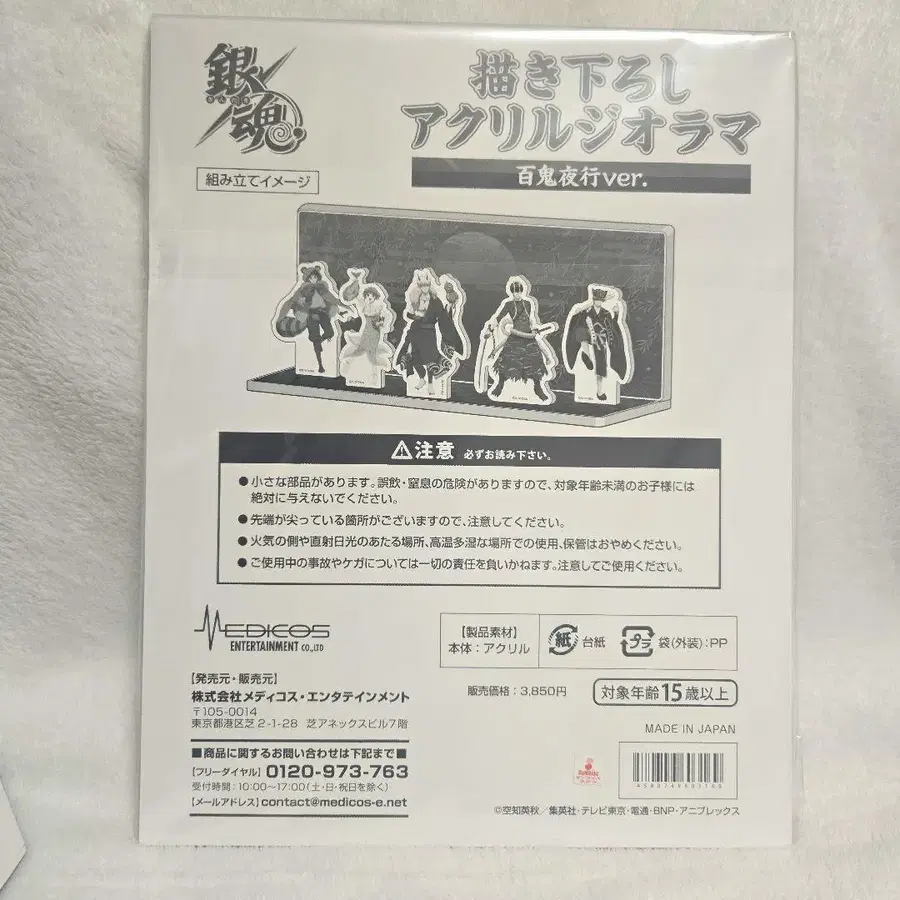 銀魂
描き下ろし
アクリルジオラマ
百鬼夜行ver.
組み立てイメージ
注意 必ずお読み下さい。
●小さな部品があります。誤飲・窒息の危険がありますので、対象年齢未満のお子様には
絶対に与えないでください。
●先端が尖っている箇所がございますので、注意してください。
●火気の側や直射日光のあたる場所、高温多湿な場所での使用、保管はおやめください。
●ご使用中の事故やケガについては一切の責任を負いかねます。注意してご使用ください。
MEDICOS
ENTERTAINMENT CO.,LTD
【製品素材】
本体：アクリル
紙 台紙
プラ 袋(外装)：PP
【発売元・販売元】
株式会社メディコス・エンタテインメント
〒105-0014
東京都港区芝2-1-28 芝アネックスビル7階
販売価格：3,850円
対象年齢15歳以上
MADE IN JAPAN
■商品に関するお問い合わせは下記まで■
【フリーダイヤル】0120-973-763
受付時間：10:00〜17:00(土・日・祝日を除く)
【メールアドレス】contact@medicos-e.net
©空知英秋／集英社・テレビ東京・電通・BNP・アニプレックス